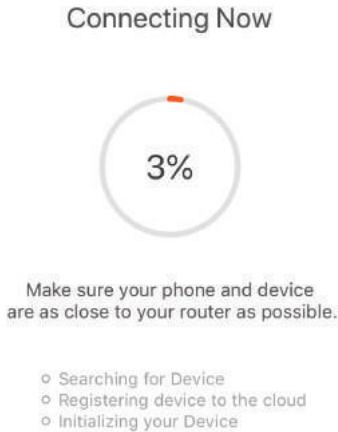 Connecting Now
3%
Make sure your phone and device
are as close to your router as possible.
Searching for Device
Registering device to the cloud
Initializing your Device